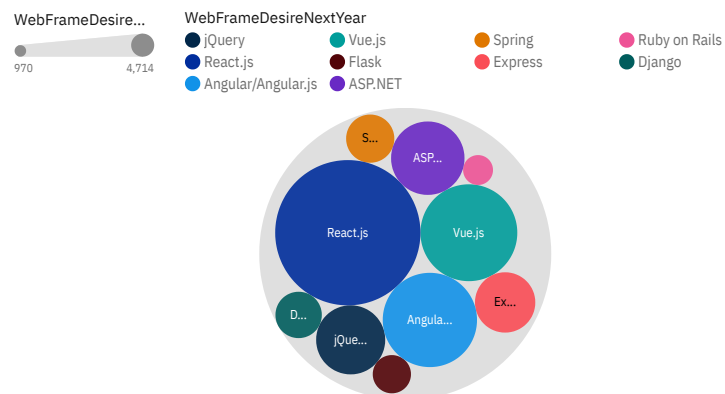 WebFrameDesire...
970
4,714
WebFrameDesireNextYear
jQuery
Vue.js
Spring
Ruby on Rails
React.js
Flask
Express
Django
Angular/Angular.js
ASP.NET
S...
ASP...
React.js
Vue.js
Ex...
D...
Angula...
jQue...